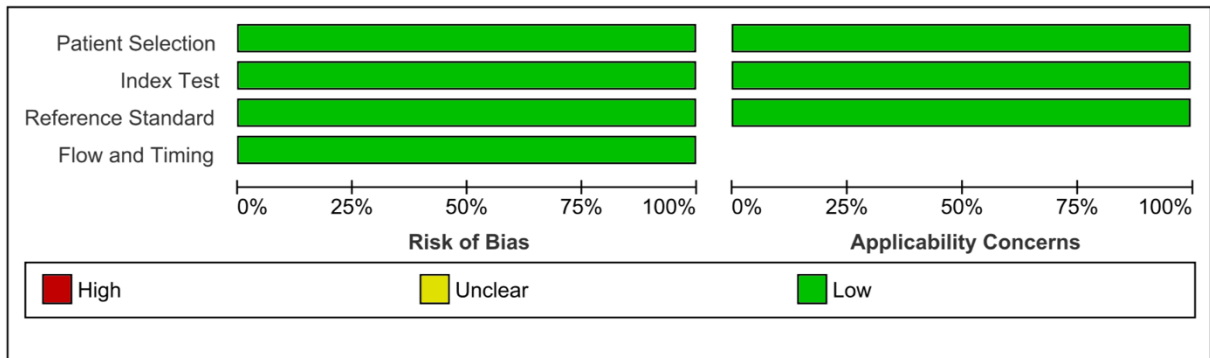 Patient Selection
Index Test
Reference Standard
Flow and Timing
0% 25% 50% 75% 100% 0% 25% 50% 75% 100%
Risk of Bias Applicability Concerns
High Unclear Low